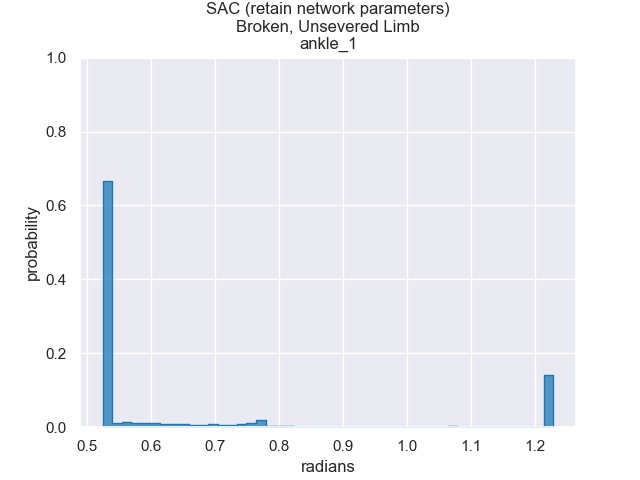 SAC (retain network parameters)
Broken, Unsevered Limb
ankle_1
1.0
0.8
0.6
0.4
0.2
0.0
probability
0.5 0.6 0.7 0.8 0.9 1.0 1.1 1.2
radians